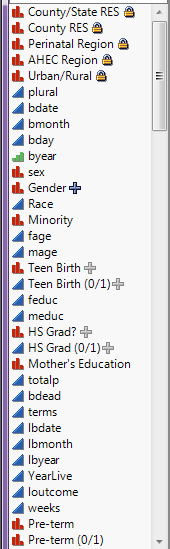 County/State RES
County RES
Perinatal Region
AHEC Region
Urban/Rural
plural
bdate
bmonth
bday
byear
sex
Gender
Race
Minority
fage
mage
Teen Birth
Teen Birth (0/1)
feduc
meduc
HS Grad?
HS Grad (0/1)
Mother's Education
totalp
bdead
terms
lbdate
lbmonth
lbyear
YearLive
loutcome
weeks
Pre-term
Pre-term (0/1)